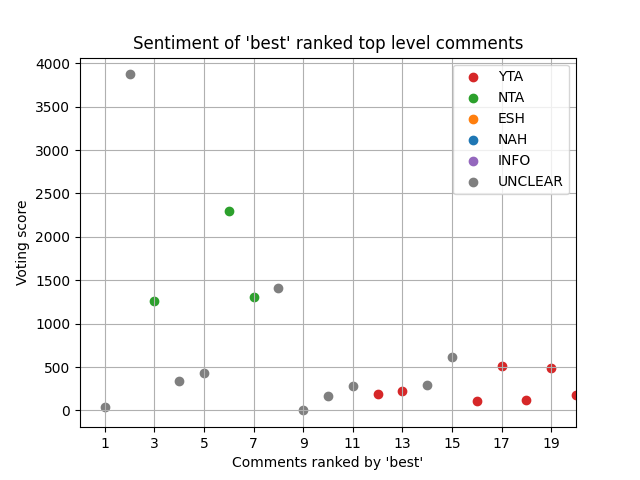 Sentiment of 'best' ranked top level comments
4000
3500
3000
2500
2000
1500
1000
500
0
Voting score
YTA
NTA
ESH
NAH
INFO
UNCLEAR
1 3 5 7 9 11 13 15 17 19
Comments ranked by 'best'